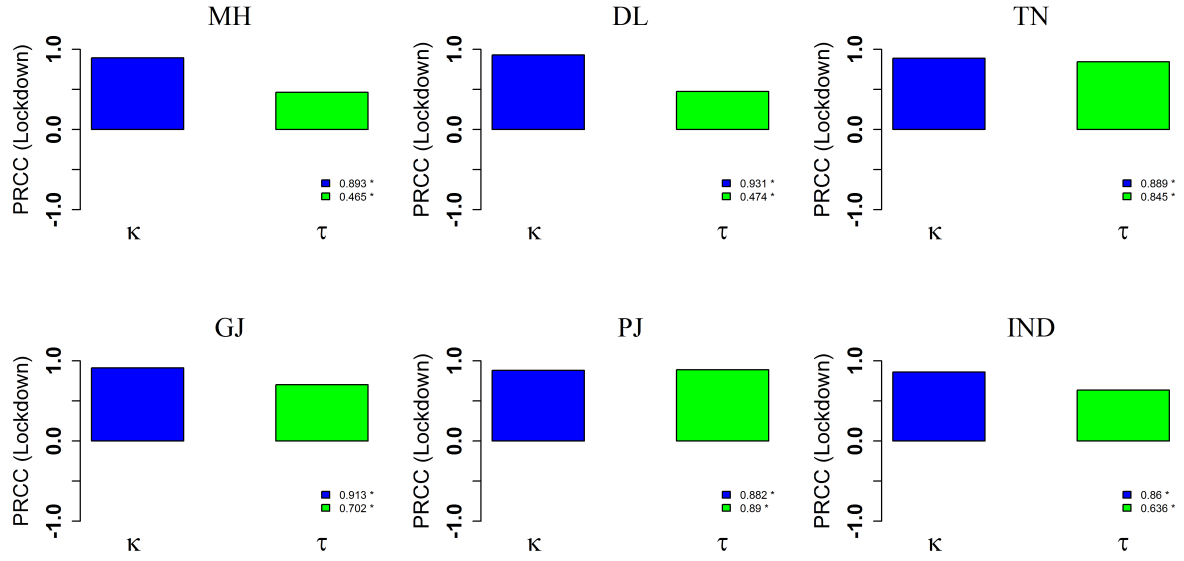 MH
PRCC (Lockdown)
1.0
0.0
-1.0
0.893 *
0.465 *
κ
τ
DL
PRCC (Lockdown)
1.0
0.0
-1.0
0.931 *
0.474 *
κ
τ
TN
PRCC (Lockdown)
1.0
0.0
-1.0
0.889 *
0.845 *
κ
τ
GJ
PRCC (Lockdown)
1.0
0.0
-1.0
0.913 *
0.702 *
κ
τ
PJ
PRCC (Lockdown)
1.0
0.0
-1.0
0.882 *
0.89 *
κ
τ
IND
PRCC (Lockdown)
1.0
0.0
-1.0
0.86 *
0.636 *
κ
τ